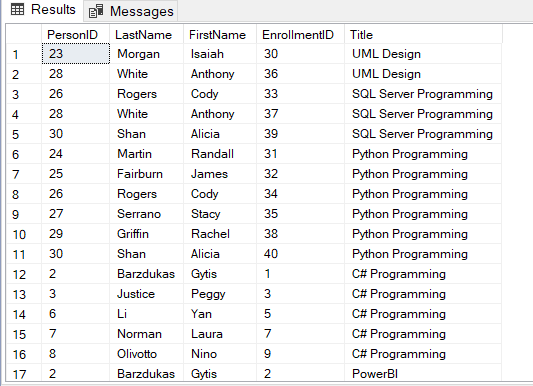 Results Messages
PersonID LastName FirstName EnrollmentID Title
1 23 Morgan Isaiah 30 UML Design
2 28 White Anthony 36 UML Design
3 26 Rogers Cody 33 SQL Server Programming
4 28 White Anthony 37 SQL Server Programming
5 30 Shan Alicia 39 SQL Server Programming
6 24 Martin Randall 31 Python Programming
7 25 Fairburn James 32 Python Programming
8 26 Rogers Cody 34 Python Programming
9 27 Serrano Stacy 35 Python Programming
10 29 Griffin Rachel 38 Python Programming
11 30 Shan Alicia 40 Python Programming
12 2 Barzdukas Gytis 1 C# Programming
13 3 Justice Peggy 3 C# Programming
14 6 Li Yan 5 C# Programming
15 7 Norman Laura 7 C# Programming
16 8 Olivotto Nino 9 C# Programming
17 2 Barzdukas Gytis 2 PowerBI